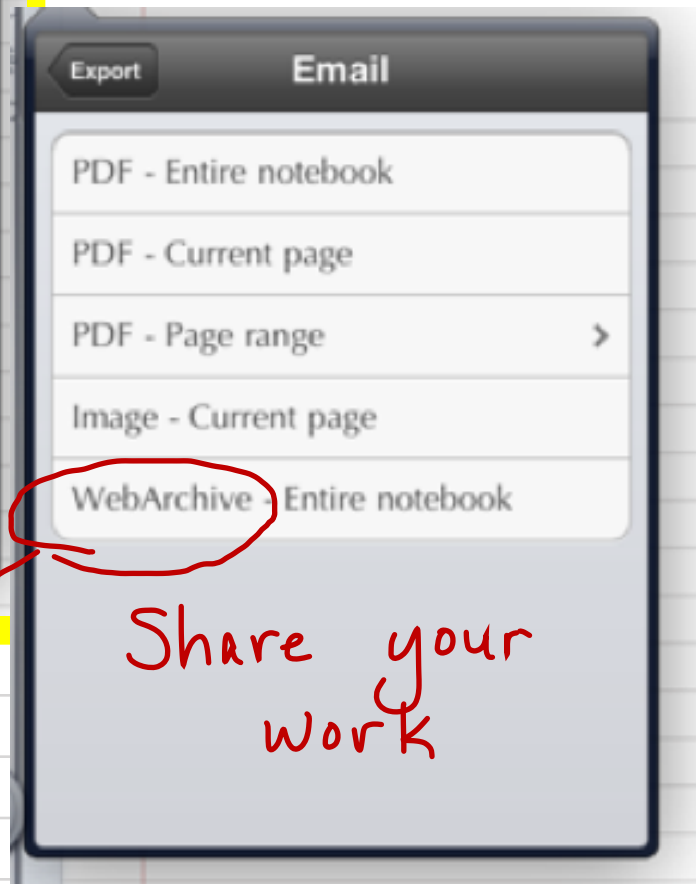 Export Email
PDF - Entire notebook
PDF - Current page
PDF - Page range
Image - Current page
WebArchive - Entire notebook
Share your
work